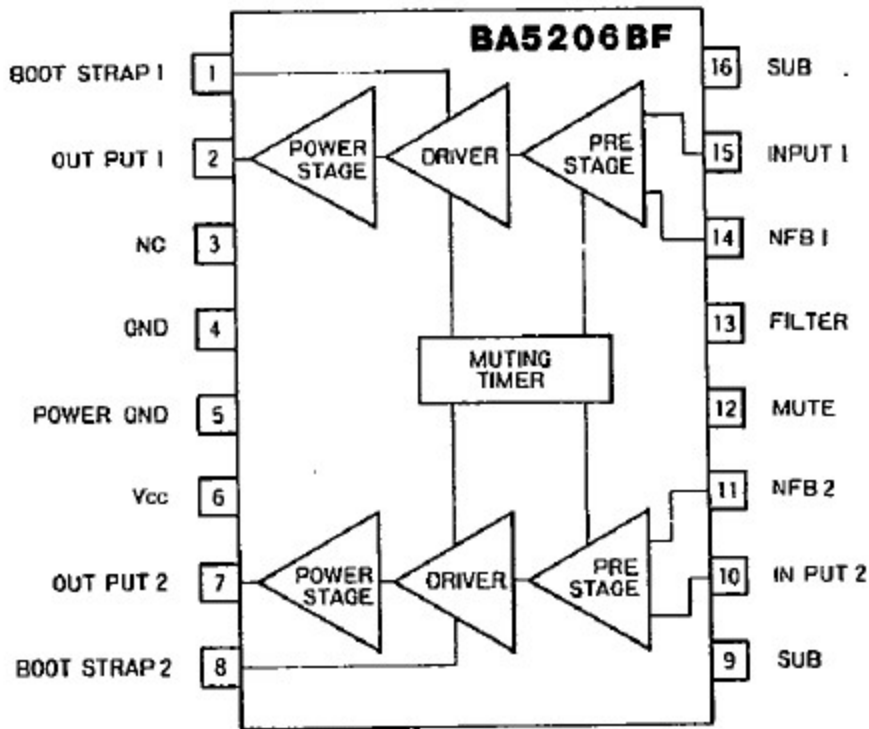 BA5206BF
BOOT STRAP 1
1
16
SUB
OUT PUT 1
2
POWER
STAGE
DRIVER
PRE
STAGE
15
INPUT 1
NC
3
14
NFB 1
GND
4
MUTING
TIMER
13
FILTER
POWER GND
5
12
MUTE
Vcc
6
11
NFB 2
OUT PUT 2
7
POWER
STAGE
DRIVER
PRE
STAGE
10
IN PUT 2
BOOT STRAP 2
8
9
SUB